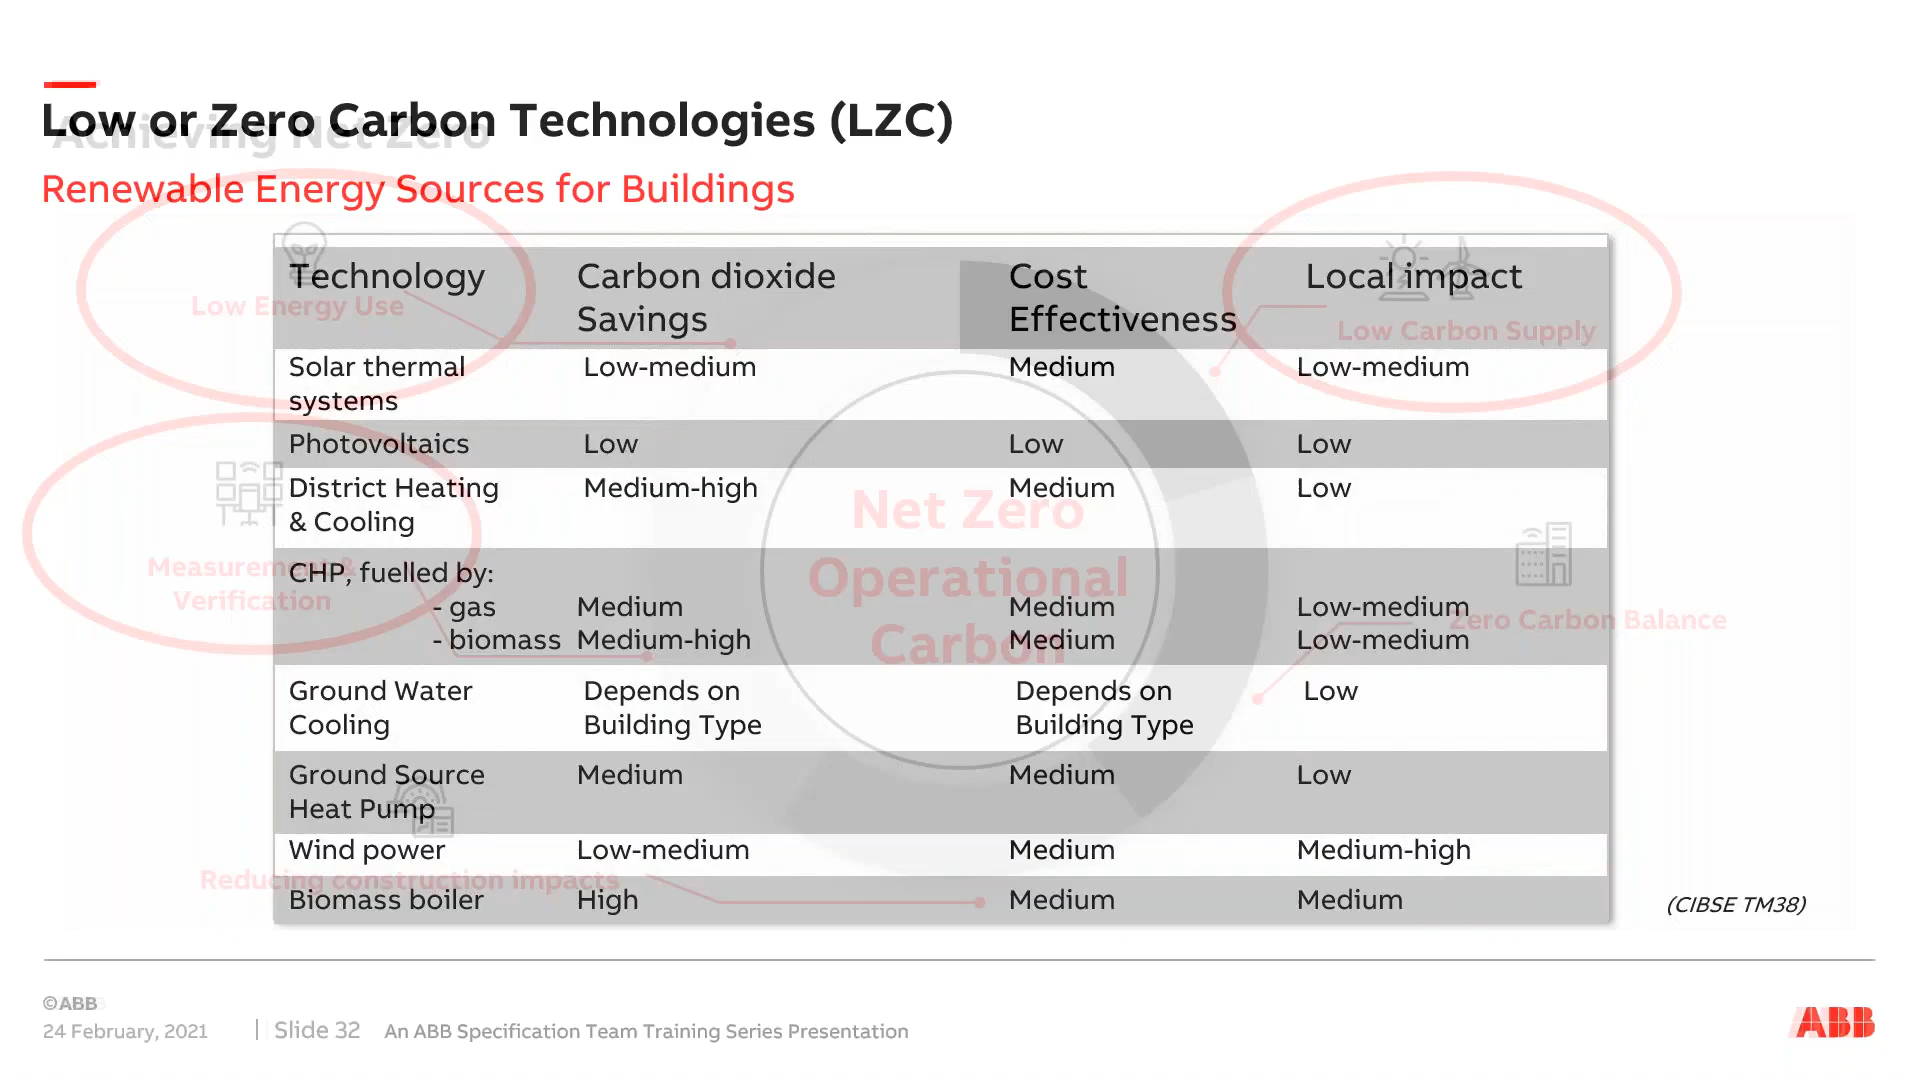 Low or Zero Carbon Technologies (LZC)
Achieving Net Zero
Renewable Energy Sources for Buildings
Technology Carbon dioxide Savings Cost Effectiveness Local impact
Low Energy Use
Low Carbon Supply
Solar thermal systems Low-medium Medium Low-medium
Photovoltaics Low Low Low
District Heating & Cooling Medium-high Medium Low
Net Zero
Operational
Carbon
Measurement &
Verification
CHP, fuelled by:
- gas Medium Medium Low-medium
- biomass Medium-high Medium Low-medium
Zero Carbon Balance
Ground Water Cooling Depends on Building Type Depends on Building Type Low
Ground Source Heat Pump Medium Medium Low
Wind power Low-medium Medium Medium-high
Reducing construction impacts
Biomass boiler High Medium Medium
(CIBSE TM38)
©ABB
24 February, 2021 | Slide 32 An ABB Specification Team Training Series Presentation
ABB